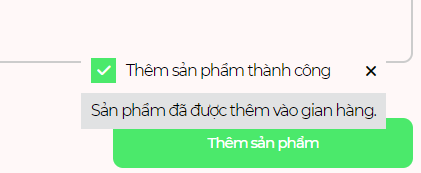 Thêm sản phẩm thành công
Sản phẩm đã được thêm vào gian hàng.
Thêm sản phẩm